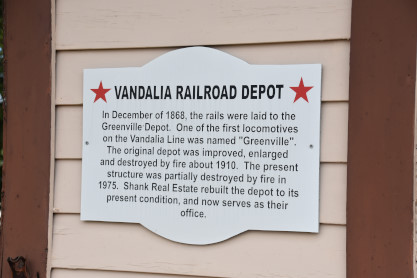 VANDALIA RAILROAD DEPOT
In December of 1868, the rails were laid to the
Greenville Depot. One of the first locomotives
on the Vandalia Line was named "Greenville".
The original depot was improved, enlarged
and destroyed by fire about 1910. The present
structure was partially destroyed by fire in
1975. Shank Real Estate rebuilt the depot to its
present condition, and now serves as their
office.